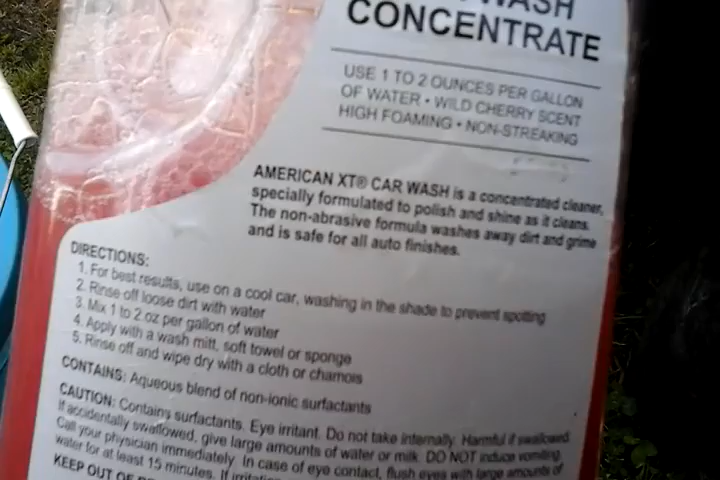 WASH
CONCENTRATE
USE 1 TO 2 OUNCES PER GALLON
OF WATER • WILD CHERRY SCENT
HIGH FOAMING • NON-STREAKING
AMERICAN XT® CAR WASH is a concentrated cleaner,
specially formulated to polish and shine as it cleans.
The non-abrasive formula washes away dirt and grime
and is safe for all auto finishes.
DIRECTIONS:
1. For best results, use on a cool car, washing in the shade to prevent spotting
2. Rinse off loose dirt with water
3. Mix 1 to 2 oz per gallon of water
4. Apply with a wash mitt, soft towel or sponge
5. Rinse off and wipe dry with a cloth or chamois
CONTAINS: Aqueous blend of non-ionic surfactants
CAUTION: Contains surfactants. Eye irritant. Do not take internally. Harmful if swallowed.
If accidentally swallowed, give large amounts of water or milk. DO NOT induce vomiting.
Call your physician immediately. In case of eye contact, flush eyes with large amounts of
water for at least 15 minutes. If
KEEP OUT OF